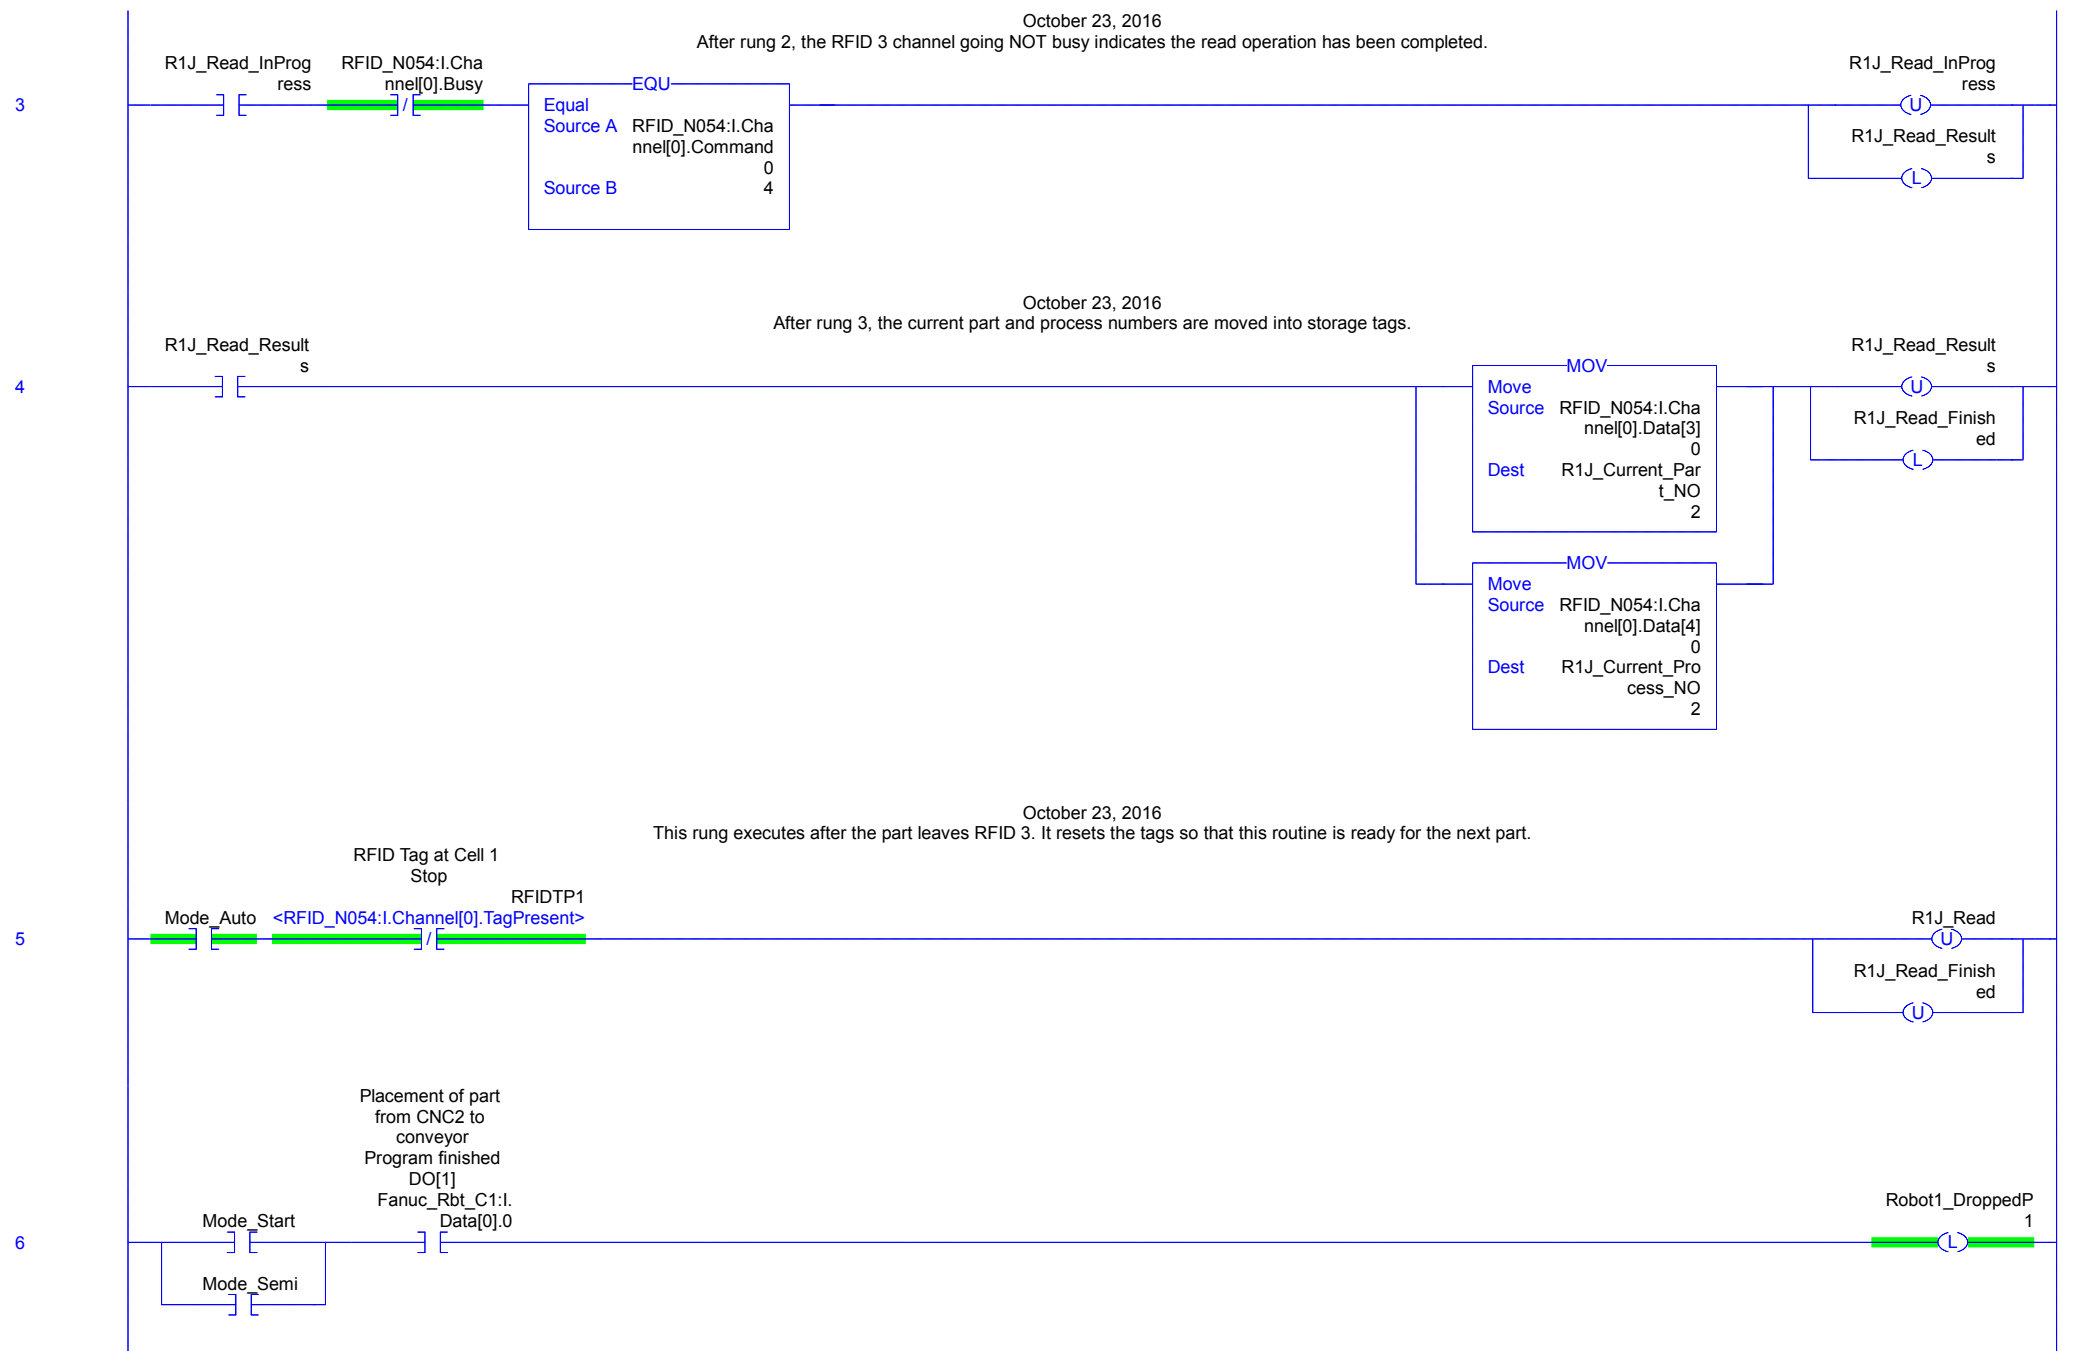 October 23, 2016
After rung 2, the RFID 3 channel going NOT busy indicates the read operation has been completed.
R1J_Read_InProg
ress
RFID_N054:I.Cha
nnel[0].Busy
R1J_Read_InProg
ress
3
/
EQU
Equal
Source A RFID_N054:I.Cha
nnel[0].Command
0
Source B 4
U
R1J_Read_Result
s
L
October 23, 2016
After rung 3, the current part and process numbers are moved into storage tags.
R1J_Read_Result
s
R1J_Read_Result
s
4
MOV
Move
Source RFID_N054:I.Cha
nnel[0].Data[3]
0
Dest R1J_Current_Par
t_NO
2
U
R1J_Read_Finish
ed
L
MOV
Move
Source RFID_N054:I.Cha
nnel[0].Data[4]
0
Dest R1J_Current_Pro
cess_NO
2
October 23, 2016
This rung executes after the part leaves RFID 3. It resets the tags so that this routine is ready for the next part.
RFID Tag at Cell 1
Stop
RFIDTP1
Mode_Auto <RFID_N054:I.Channel[0].TagPresent>
R1J_Read
5
/
U
R1J_Read_Finish
ed
U
Placement of part
from CNC2 to
conveyor
Program finished
DO[1]
Fanuc_Rbt_C1:I.
Data[0].0
Mode_Start
Robot1_DroppedP
1
6
L
Mode_Semi